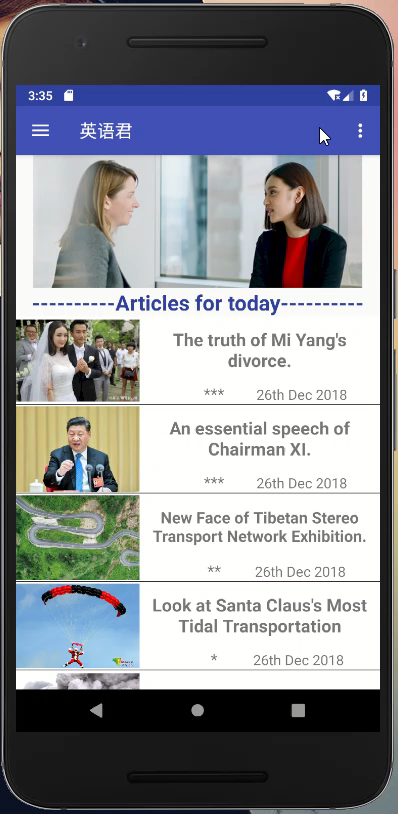 3:35
英语君
----------Articles for today----------
The truth of Mi Yang's
divorce.
*** 26th Dec 2018
An essential speech of
Chairman XI.
*** 26th Dec 2018
New Face of Tibetan Stereo
Transport Network Exhibition.
** 26th Dec 2018
Look at Santa Claus's Most
Tidal Transportation
* 26th Dec 2018